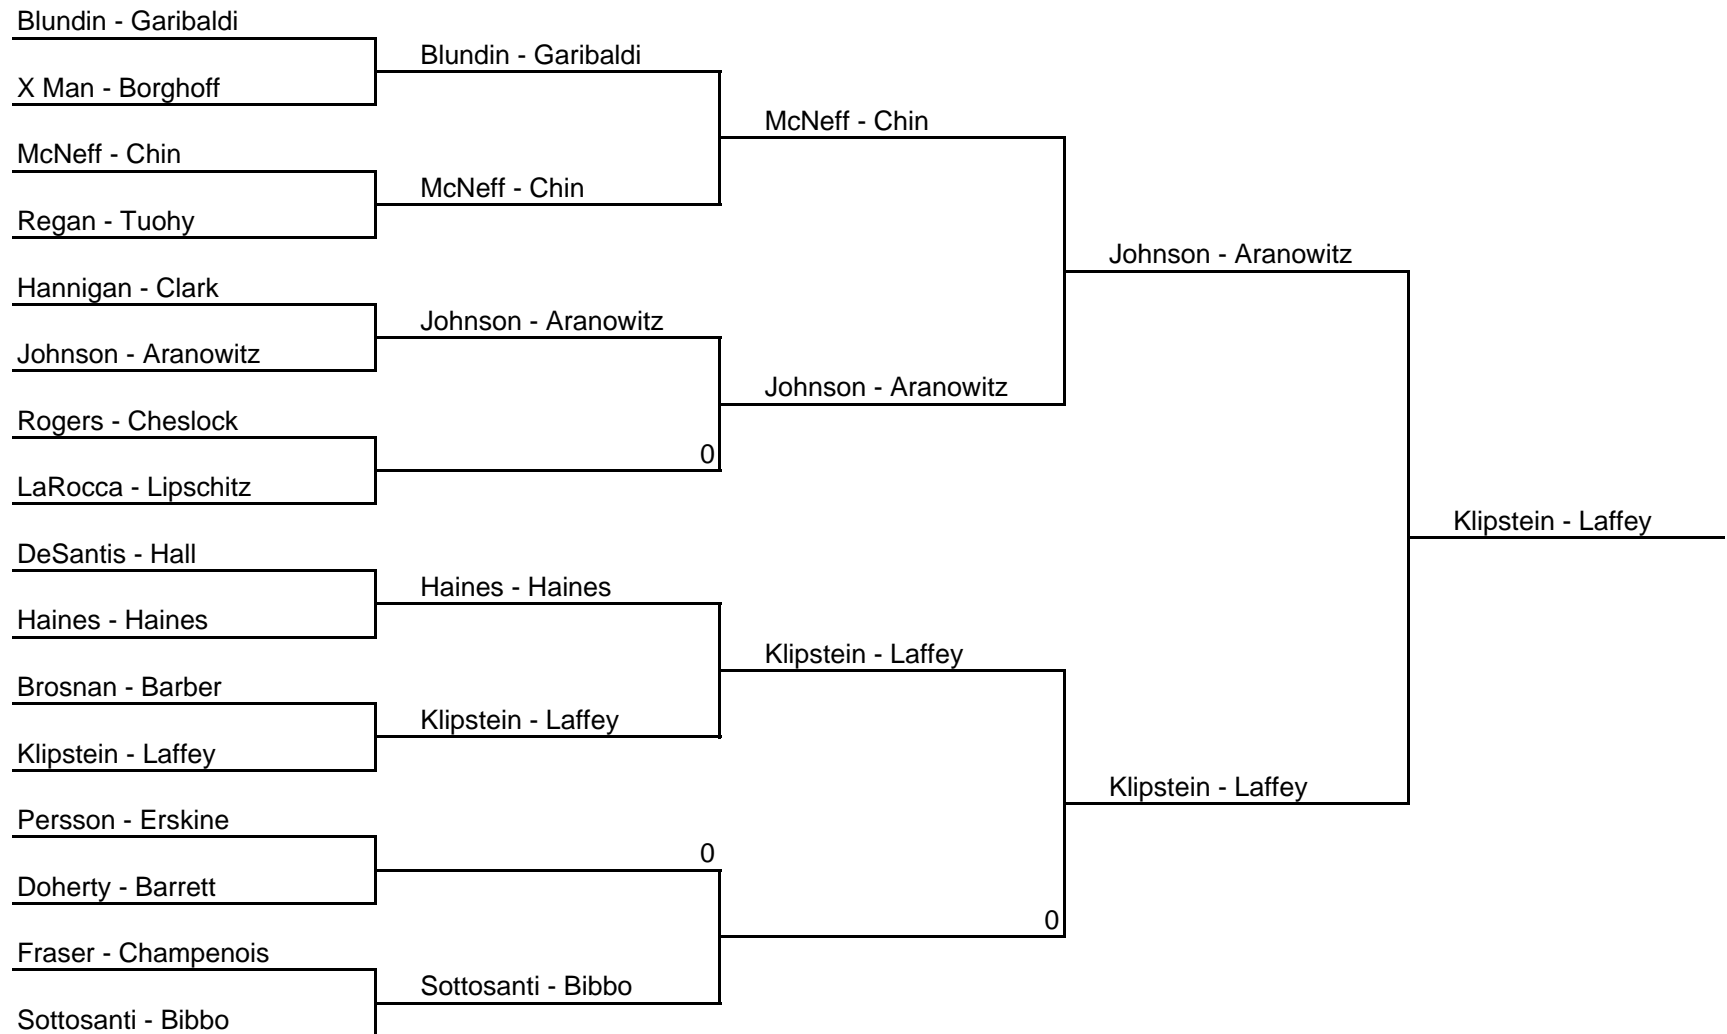 Blundin - Garibaldi
Blundin - Garibaldi
X Man - Borghoff
McNeff - Chin
McNeff - Chin
McNeff - Chin
Regan - Tuohy
Johnson - Aranowitz
Hannigan - Clark
Johnson - Aranowitz
Johnson - Aranowitz
Johnson - Aranowitz
Rogers - Cheslock
0
LaRocca - Lipschitz
Klipstein - Laffey
DeSantis - Hall
Haines - Haines
Haines - Haines
Klipstein - Laffey
Brosnan - Barber
Klipstein - Laffey
Klipstein - Laffey
Klipstein - Laffey
Persson - Erskine
0
Doherty - Barrett
0
Fraser - Champenois
Sottosanti - Bibbo
Sottosanti - Bibbo